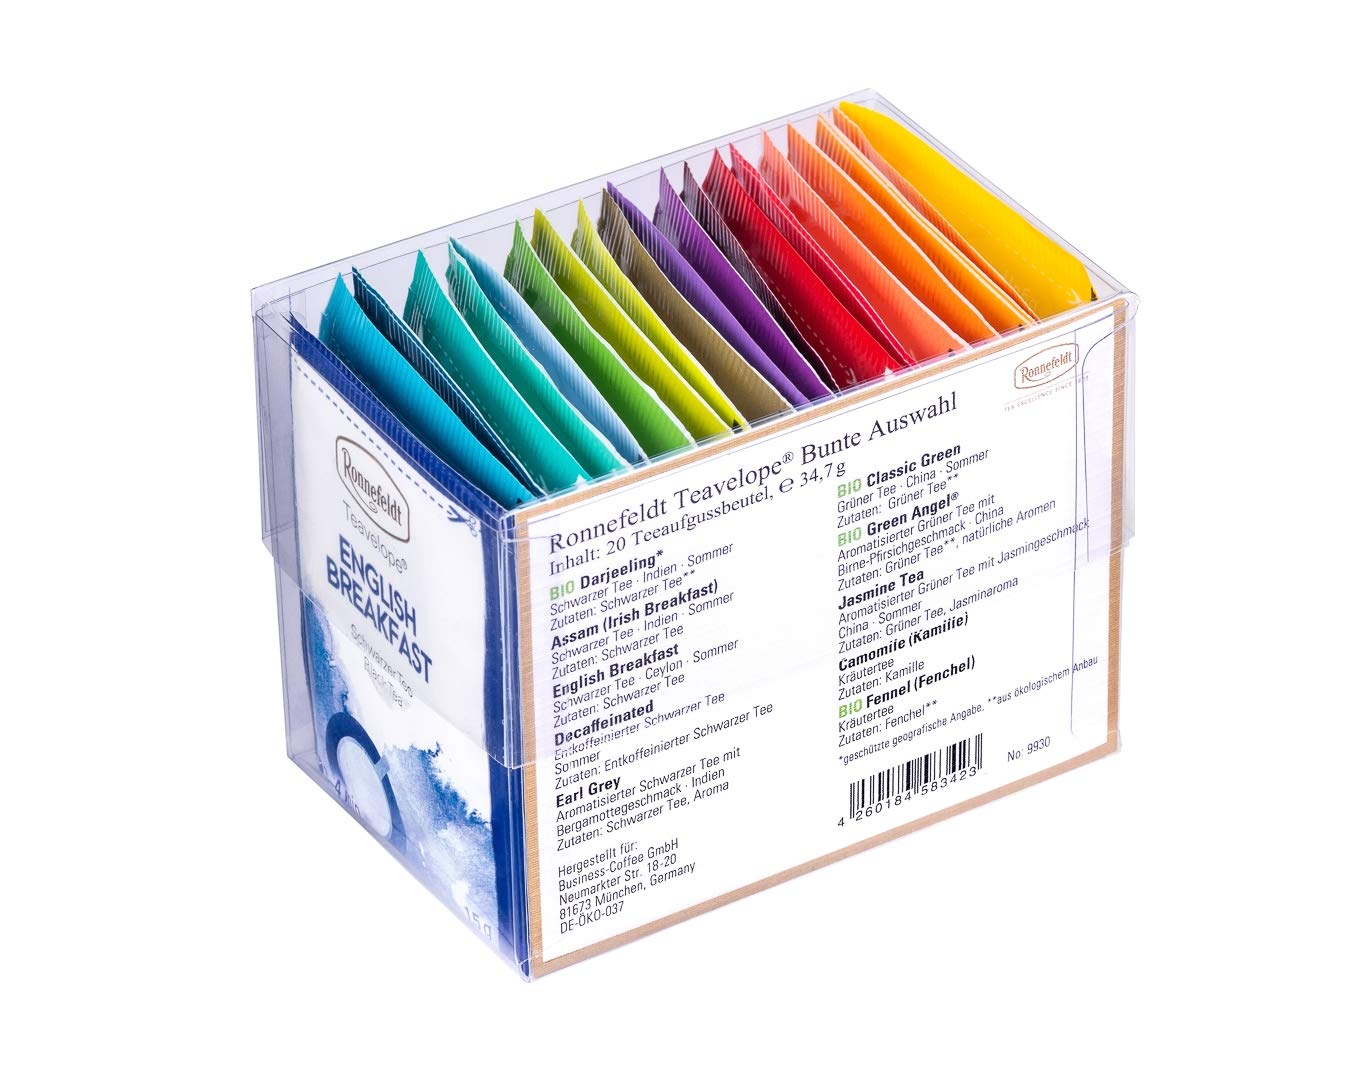 Ronnefeldt
Teavelope®
ENGLISH
BREAKFAST
Schwarzer Tee
Black Tea
4 min
1,5 g
Ronnefeldt
TEA EXCELLENCE SINCE 1823
Ronnefeldt Teavelope® Bunte Auswahl
Inhalt: 20 Teeaufgussbeutel, ℮ 34,7 g
BIO Darjeeling*
Schwarzer Tee · Indien · Sommer
Zutaten: Schwarzer Tee**
Assam (Irish Breakfast)
Schwarzer Tee · Indien · Sommer
Zutaten: Schwarzer Tee
English Breakfast
Schwarzer Tee · Ceylon · Sommer
Zutaten: Schwarzer Tee
Decaffeinated
Entkoffeinierter Schwarzer Tee
Sommer
Zutaten: Entkoffeinierter Schwarzer Tee
Earl Grey
Aromatisierter Schwarzer Tee mit
Bergamottegeschmack · Indien
Zutaten: Schwarzer Tee, Aroma
Hergestellt für:
Business-Coffee GmbH
Neumarkter Str. 18-20
81673 München, Germany
DE-ÖKO-037
BIO Classic Green
Grüner Tee · China · Sommer
Zutaten: Grüner Tee**
BIO Green Angel®
Aromatisierter Grüner Tee mit
Birne-Pfirsichgeschmack · China
Zutaten: Grüner Tee**, natürliche Aromen
Jasmine Tea
Aromatisierter Grüner Tee mit Jasmingeschmack
China · Sommer
Zutaten: Grüner Tee, Jasminaroma
Camomile (Kamille)
Kräutertee
Zutaten: Kamille
BIO Fennel (Fenchel)
Kräutertee
Zutaten: Fenchel**
*geschützte geografische Angabe. **aus ökologischem Anbau
4 260184 583423
No: 9930